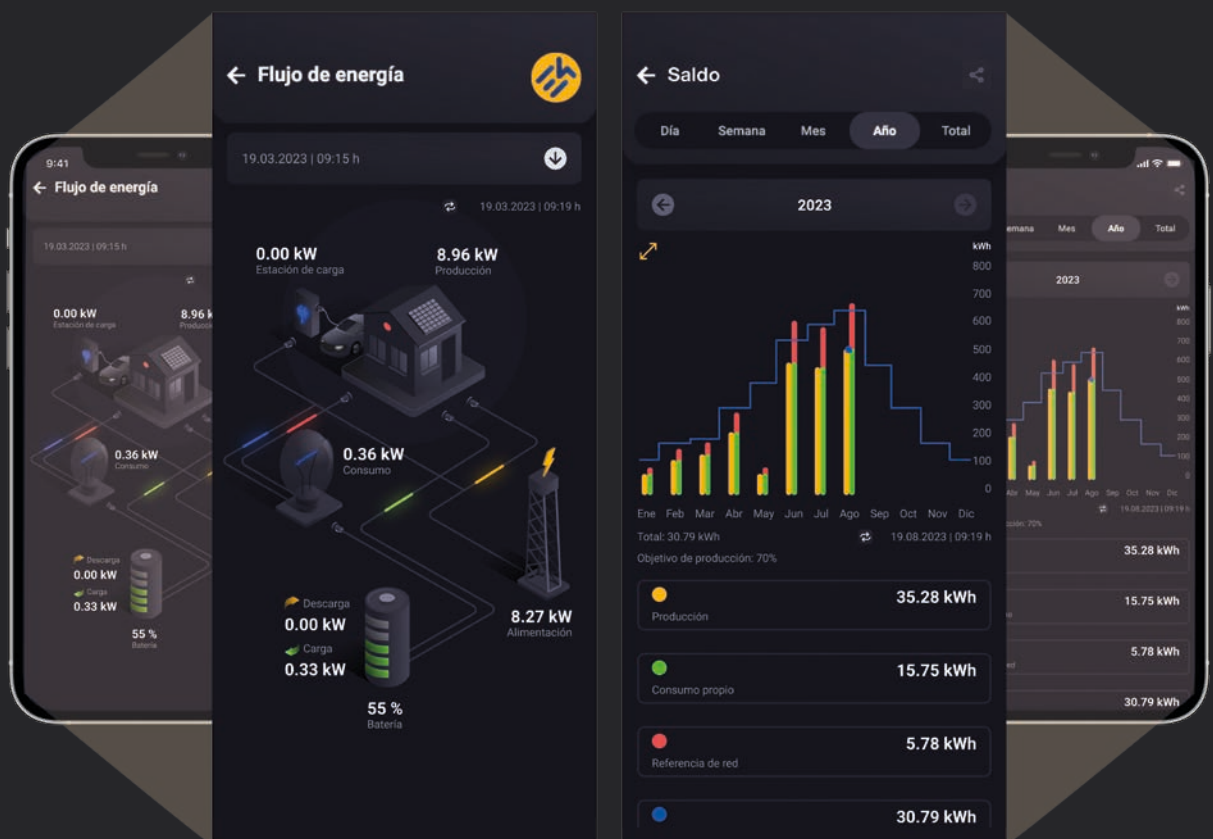 Flujo de energía
19.03.2023 | 09:15 h
19.03.2023 | 09:19 h
0.00 kW
Estación de carga
8.96 kW
Producción
0.36 kW
Consumo
Descarga
0.00 kW
Carga
0.33 kW
55 %
Batería
8.27 kW
Alimentación
Saldo
Día Semana Mes Año Total
2023
kWh
800
700
600
500
400
300
200
100
0
Ene Feb Mar Abr May Jun Jul Ago Sep Oct Nov Dic
Total: 30.79 kWh
19.08.2023 | 09:19 h
Objetivo de producción: 70%
35.28 kWh
Producción
15.75 kWh
Consumo propio
5.78 kWh
Referencia de red
30.79 kWh
9:41
Flujo de energía
19.03.2023 | 09:15 h
0.00 kW
Estación de carga
8.96 k
Producció
0.36 kW
Consumo
Descarga
0.00 kW
Carga
0.33 kW
55 %
Batería
emana Mes Año Total
2023
kWh
800
700
600
500
400
300
200
100
0
Abr May Jun Jul Ago Sep Oct Nov Dic
19.08.2023 | 09:19 h
cción: 70%
35.28 kWh
15.75 kWh
5.78 kWh
red
30.79 kWh